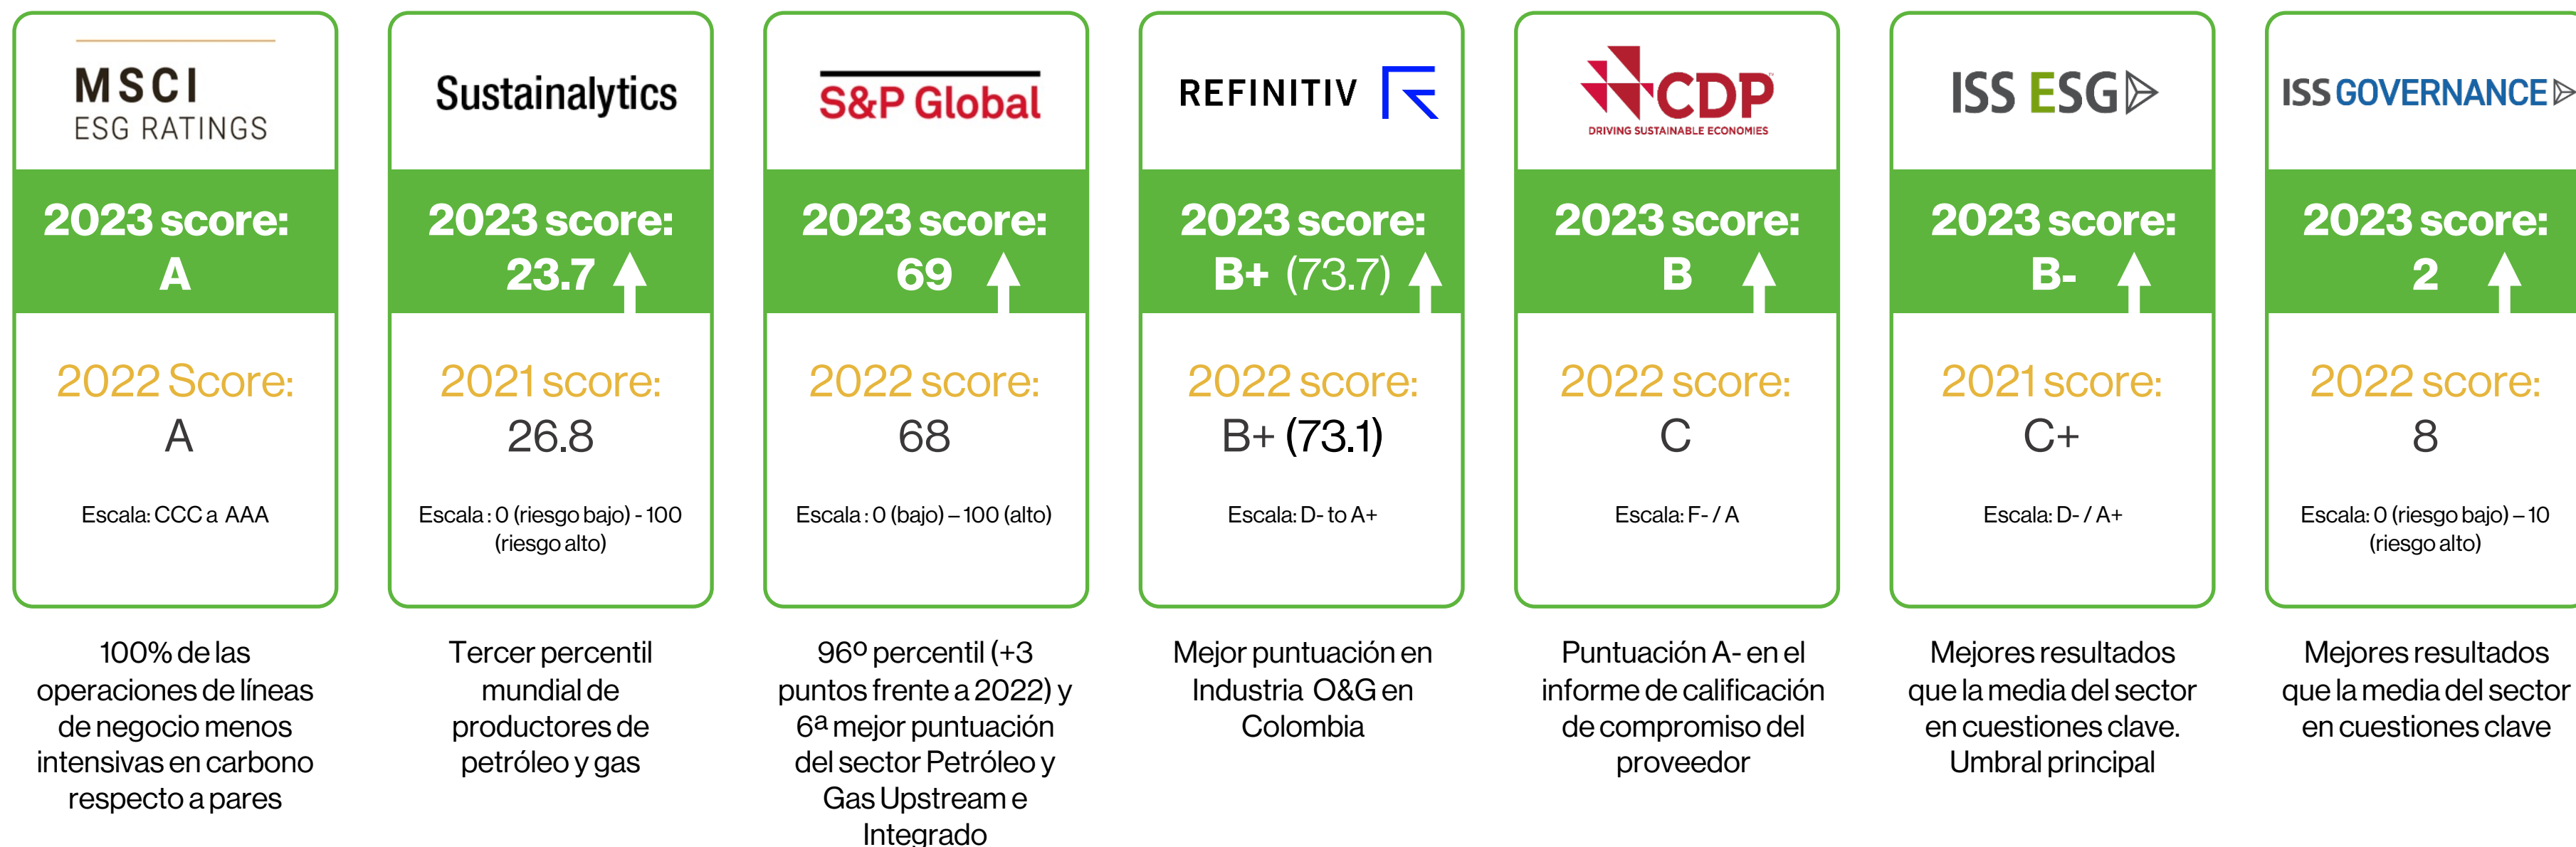 MSCI
ESG RATINGS
2023 score:
A
2022 Score:
A
Escala: CCC a AAA
100% de las
operaciones de líneas
de negocio menos
intensivas en carbono
respecto a pares
Sustainalytics
2023 score:
23.7
2021 score:
26.8
Escala : 0 (riesgo bajo) - 100
(riesgo alto)
Tercer percentil
mundial de
productores de
petróleo y gas
S&P Global
2023 score:
69
2022 score:
68
Escala : 0 (bajo) – 100 (alto)
96º percentil (+3
puntos frente a 2022) y
6ª mejor puntuación
del sector Petróleo y
Gas Upstream e
Integrado
REFINITIV
2023 score:
B+ (73.7)
2022 score:
B+ (73.1)
Escala: D- to A+
Mejor puntuación en
Industria O&G en
Colombia
CDP
DRIVING SUSTAINABLE ECONOMIES
2023 score:
B
2022 score:
C
Escala: F- / A
Puntuación A- en el
informe de calificación
de compromiso del
proveedor
ISS ESG
2023 score:
B-
2021 score:
C+
Escala: D- / A+
Mejores resultados
que la media del sector
en cuestiones clave.
Umbral principal
ISS GOVERNANCE
2023 score:
2
2022 score:
8
Escala: 0 (riesgo bajo) – 10
(riesgo alto)
Mejores resultados
que la media del sector
en cuestiones clave